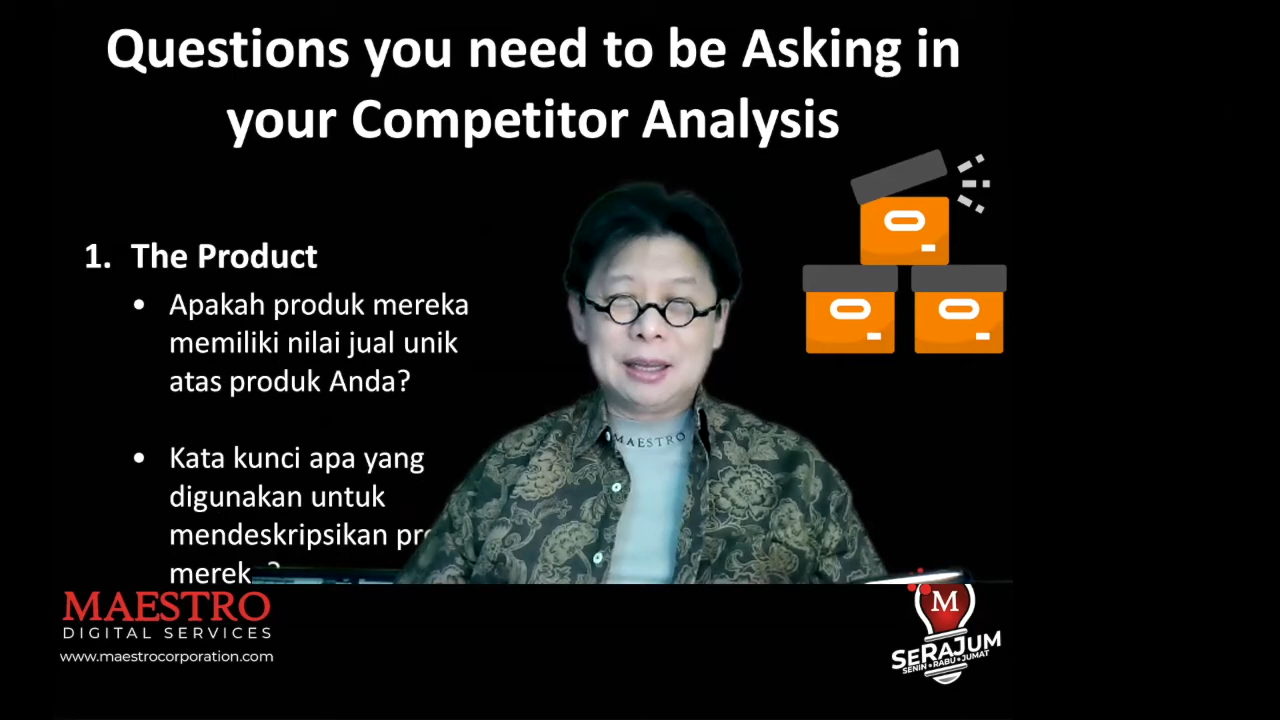 Questions you need to be Asking in
your Competitor Analysis
1. The Product
• Apakah produk mereka
memiliki nilai jual unik
atas produk Anda?
• Kata kunci apa yang
digunakan untuk
mendeskripsikan
MAESTRO
MAESTRO
DIGITAL SERVICES
www.maestrocorporation.com
M
SERAJUM
SENIN • RABU • JUMAT